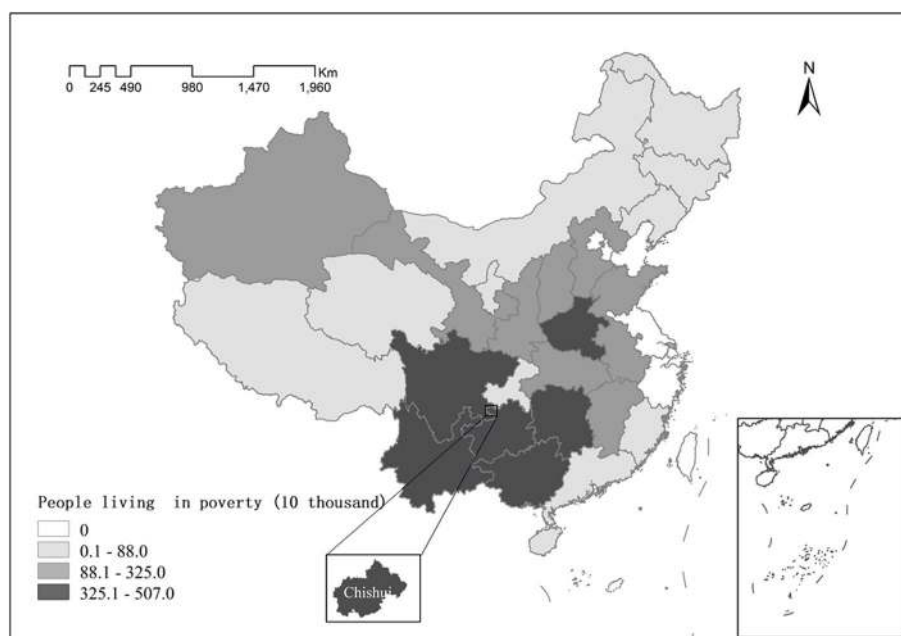 Km
0 245 490 980 1,470 1,960
N
People living in poverty (10 thousand)
0
0.1 - 88.0
88.1 - 325.0
325.1 - 507.0
Chishui